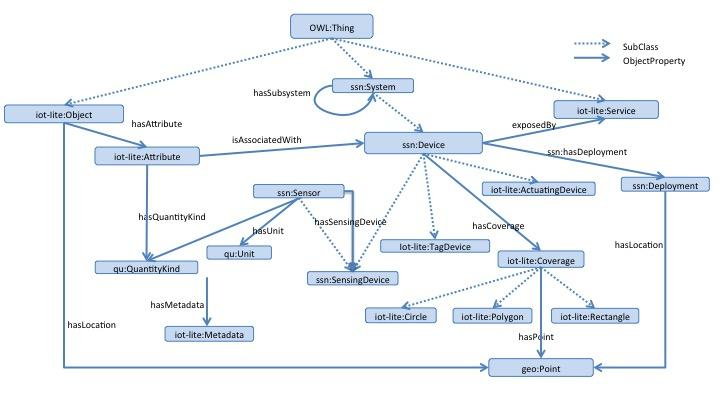 OWL:Thing
SubClass
ObjectProperty
hasSubsystem
ssn:System
iot-lite:Object
iot-lite:Service
hasAttribute
exposedBy
isAssociatedWith
ssn:Device
iot-lite:Attribute
ssn:hasDeployment
ssn:Sensor
iot-lite:ActuatingDevice
ssn:Deployment
hasQuantityKind
hasUnit
hasSensingDevice
hasCoverage
hasLocation
qu:Unit
Iot-lite:TagDevice
iot-lite:Coverage
qu:QuantityKind
ssn:SensingDevice
hasMetadata
iot-lite:Circle
iot-lite:Polygon
iot-lite:Rectangle
hasLocation
iot-lite:Metadata
hasPoint
geo:Point